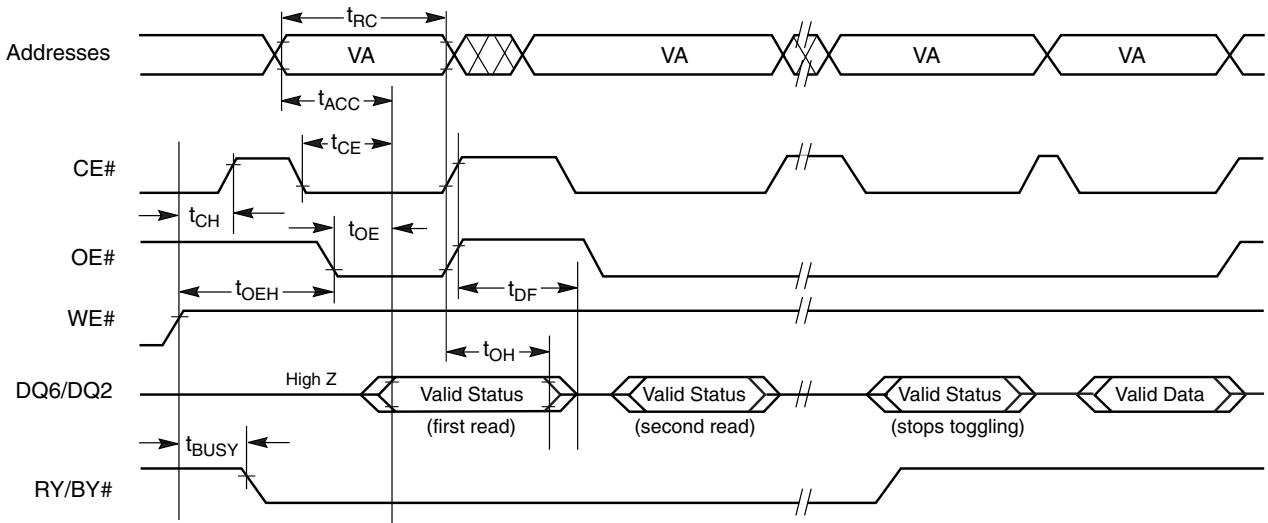 tRC
Addresses VA VA VA VA
tACC
tCE
CE#
tCH tOE
OE#
tOEH tDF
WE#
tOH
DQ6/DQ2 High Z Valid Status Valid Status Valid Status Valid Data
(first read) (second read) (stops toggling)
tBUSY
RY/BY#